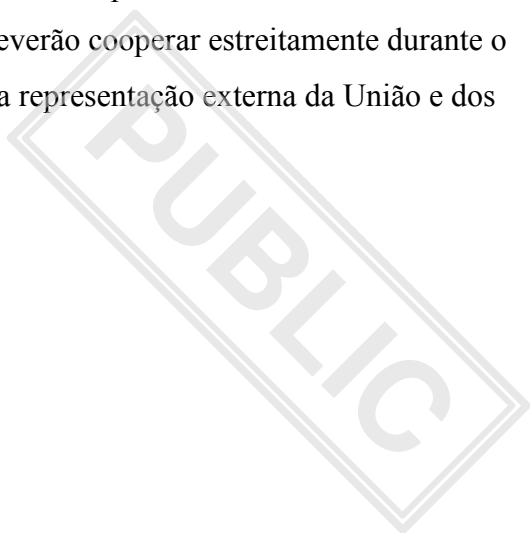 everão cooperar estreitamente durante o
a representação externa da União e dos
PUBLIC